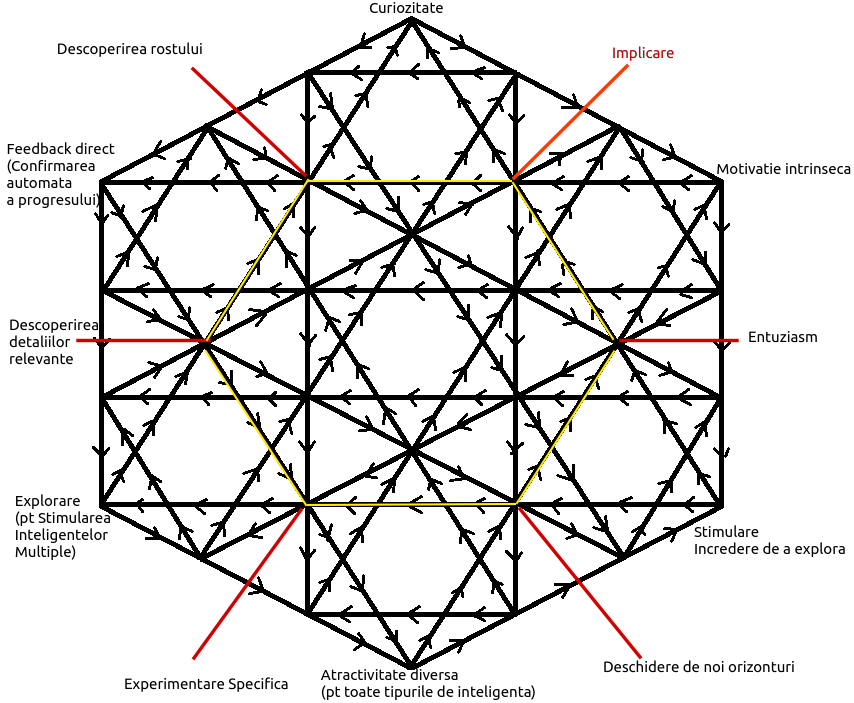 Curiozitate
Descoperirea rostului
Implicare
Feedback direct
(Confirmarea
automata
a progresului)
Motivatie intrinseca
Descoperirea
detaliilor
relevante
Entuziasm
Explorare
(pt Stimularea
Inteligentelor
Multiple)
Stimulare
Incredere de a explora
Experimentare Specifica
Atractivitate diversa
(pt toate tipurile de inteligenta)
Deschidere de noi orizonturi